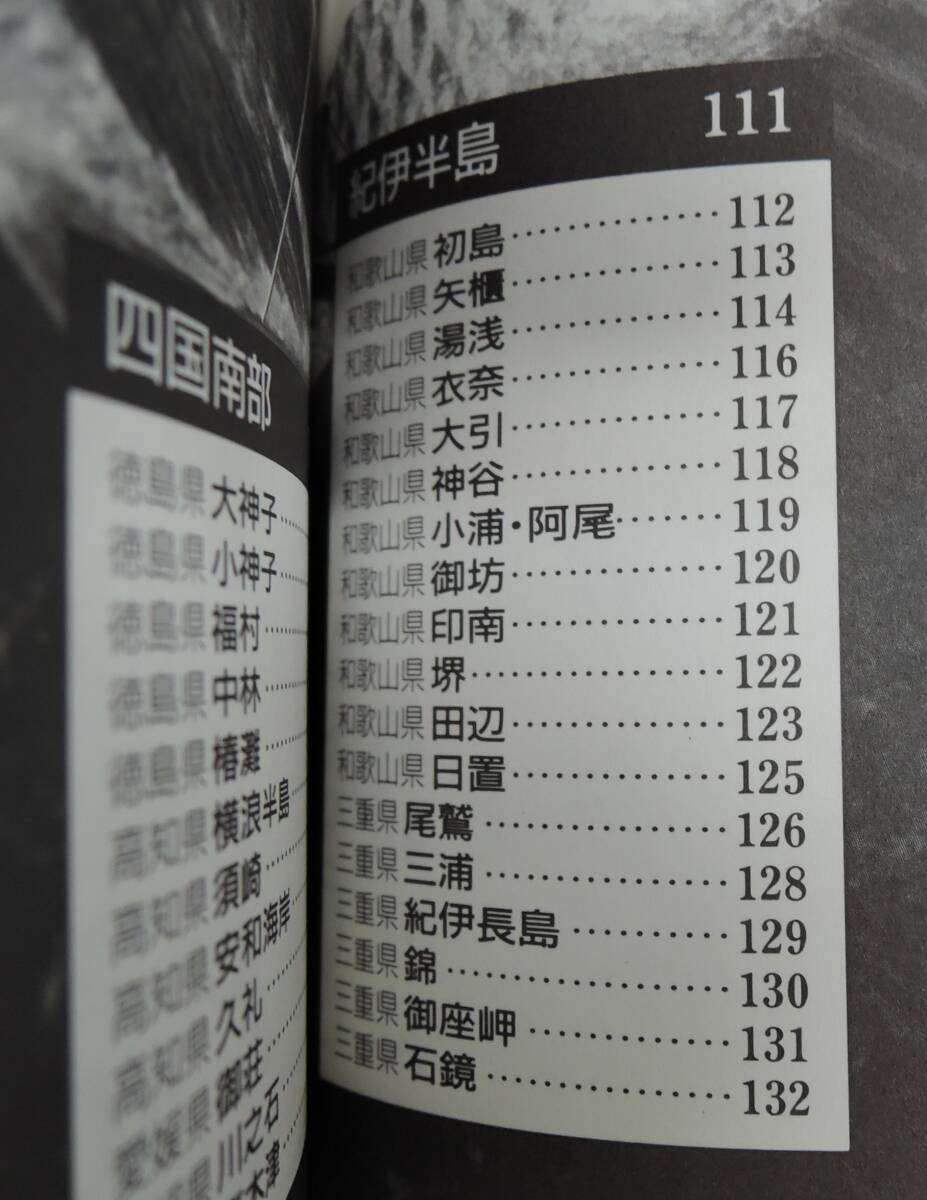 四国南部
徳島県 大神子……
徳島県 小神子……
徳島県 福村……
徳島県 中林……
徳島県 椿灘……
高知県 横浪半島……
高知県 須崎……
高知県 安和海岸……
高知県 久礼……
愛媛県 御荘……
川之石……
紀伊半島 111
和歌山県 初島……………112
和歌山県 矢櫃……………113
和歌山県 湯浅……………114
和歌山県 衣奈……………116
和歌山県 大引……………117
和歌山県 神谷……………118
和歌山県 小浦・阿尾……119
和歌山県 御坊……………120
和歌山県 印南……………121
和歌山県 堺………………122
和歌山県 田辺……………123
和歌山県 日置……………125
三重県 尾鷲………………126
三重県 三浦………………128
三重県 紀伊長島…………129
三重県 錦…………………130
三重県 御座岬……………131
三重県 石鏡………………132